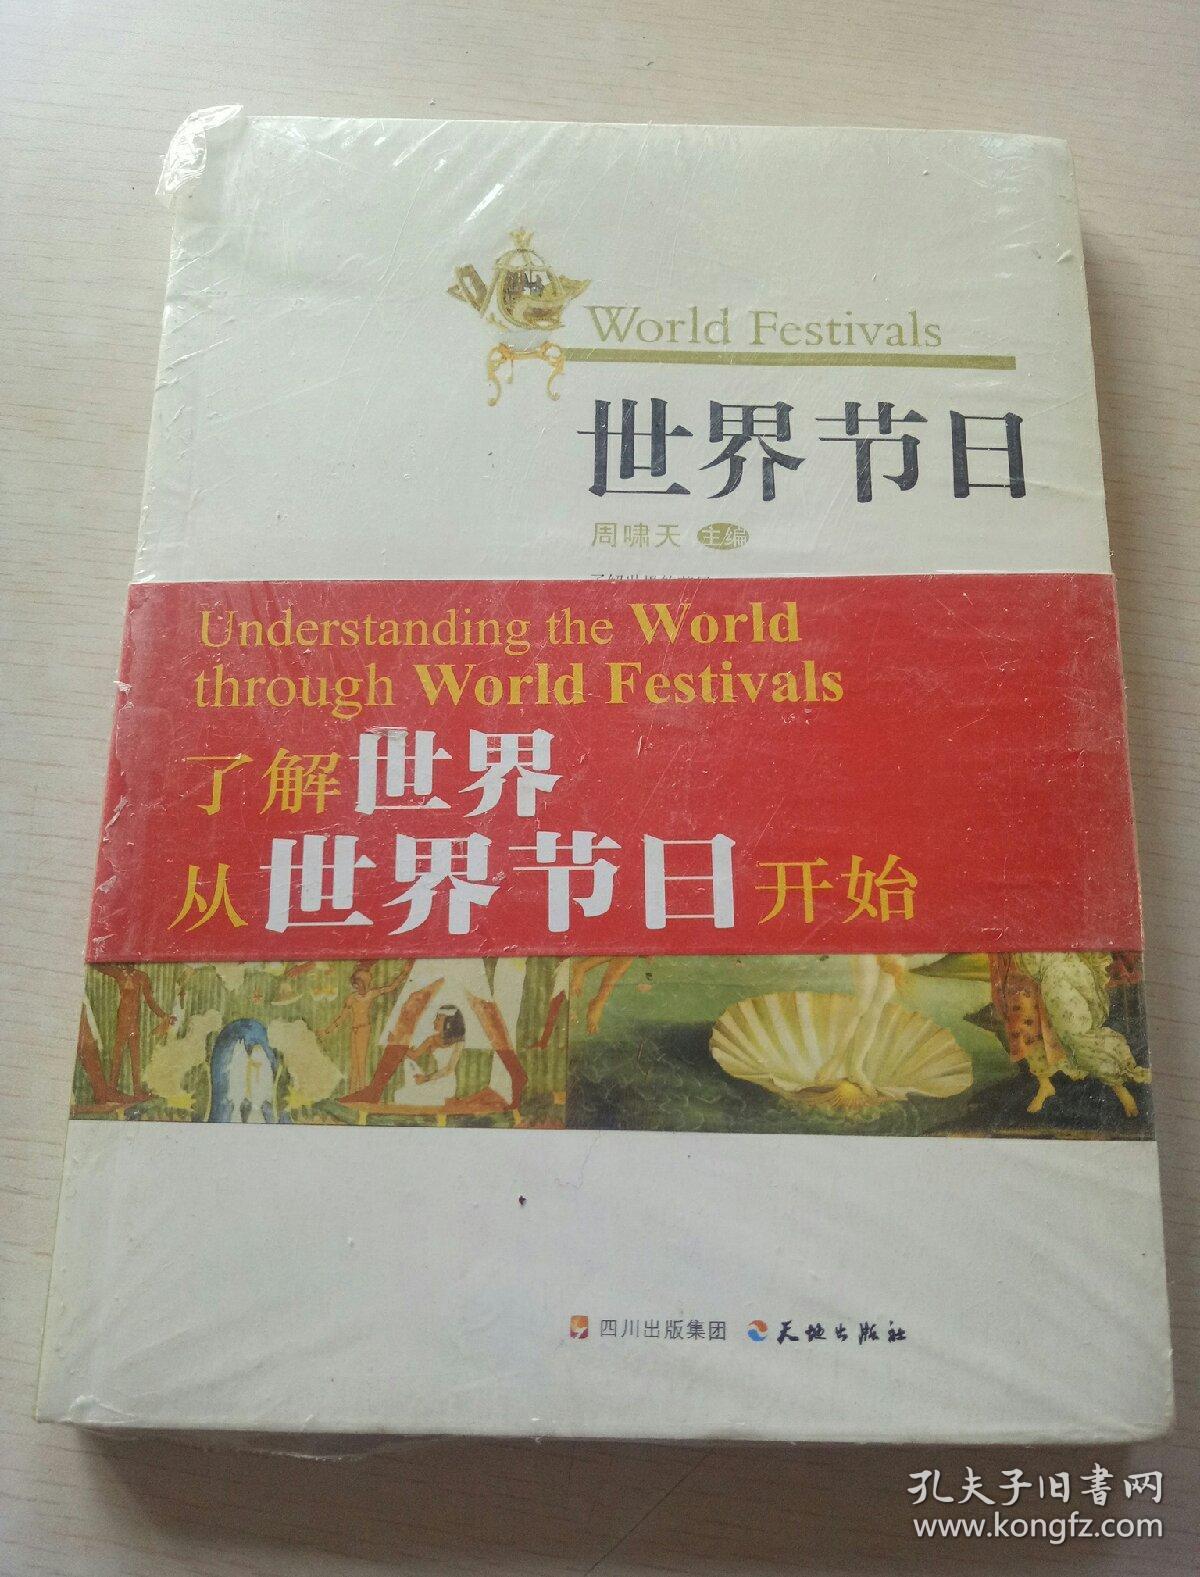 World Festivals
世界节日
周啸天 主编
Understanding the World
through World Festivals
了解世界
从世界节日开始
四川出版集团 天地出版社
孔夫子旧書网
www.kongfz.com